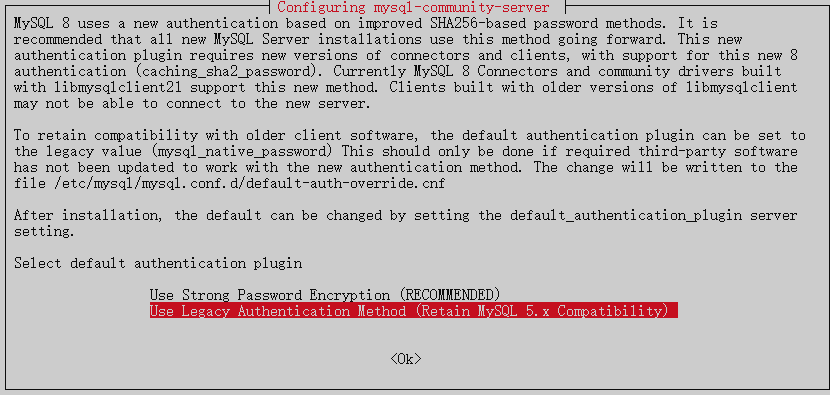 Configuring mysql-community-server
MySQL 8 uses a new authentication based on improved SHA256-based password methods. It is
recommended that all new MySQL Server installations use this method going forward. This new
authentication plugin requires new versions of connectors and clients, with support for this new 8
authentication (caching_sha2_password). Currently MySQL 8 Connectors and community drivers built
with libmysqlclient21 support this new method. Clients built with older versions of libmysqlclient
may not be able to connect to the new server.
To retain compatibility with older client software, the default authentication plugin can be set to
the legacy value (mysql_native_password) This should only be done if required third-party software
has not been updated to work with the new authentication method. The change will be written to the
file /etc/mysql/mysql.conf.d/default-auth-override.cnf
After installation, the default can be changed by setting the default_authentication_plugin server
setting.
Select default authentication plugin
Use Strong Password Encryption (RECOMMENDED)
Use Legacy Authentication Method (Retain MySQL 5.x Compatibility)
<Ok>